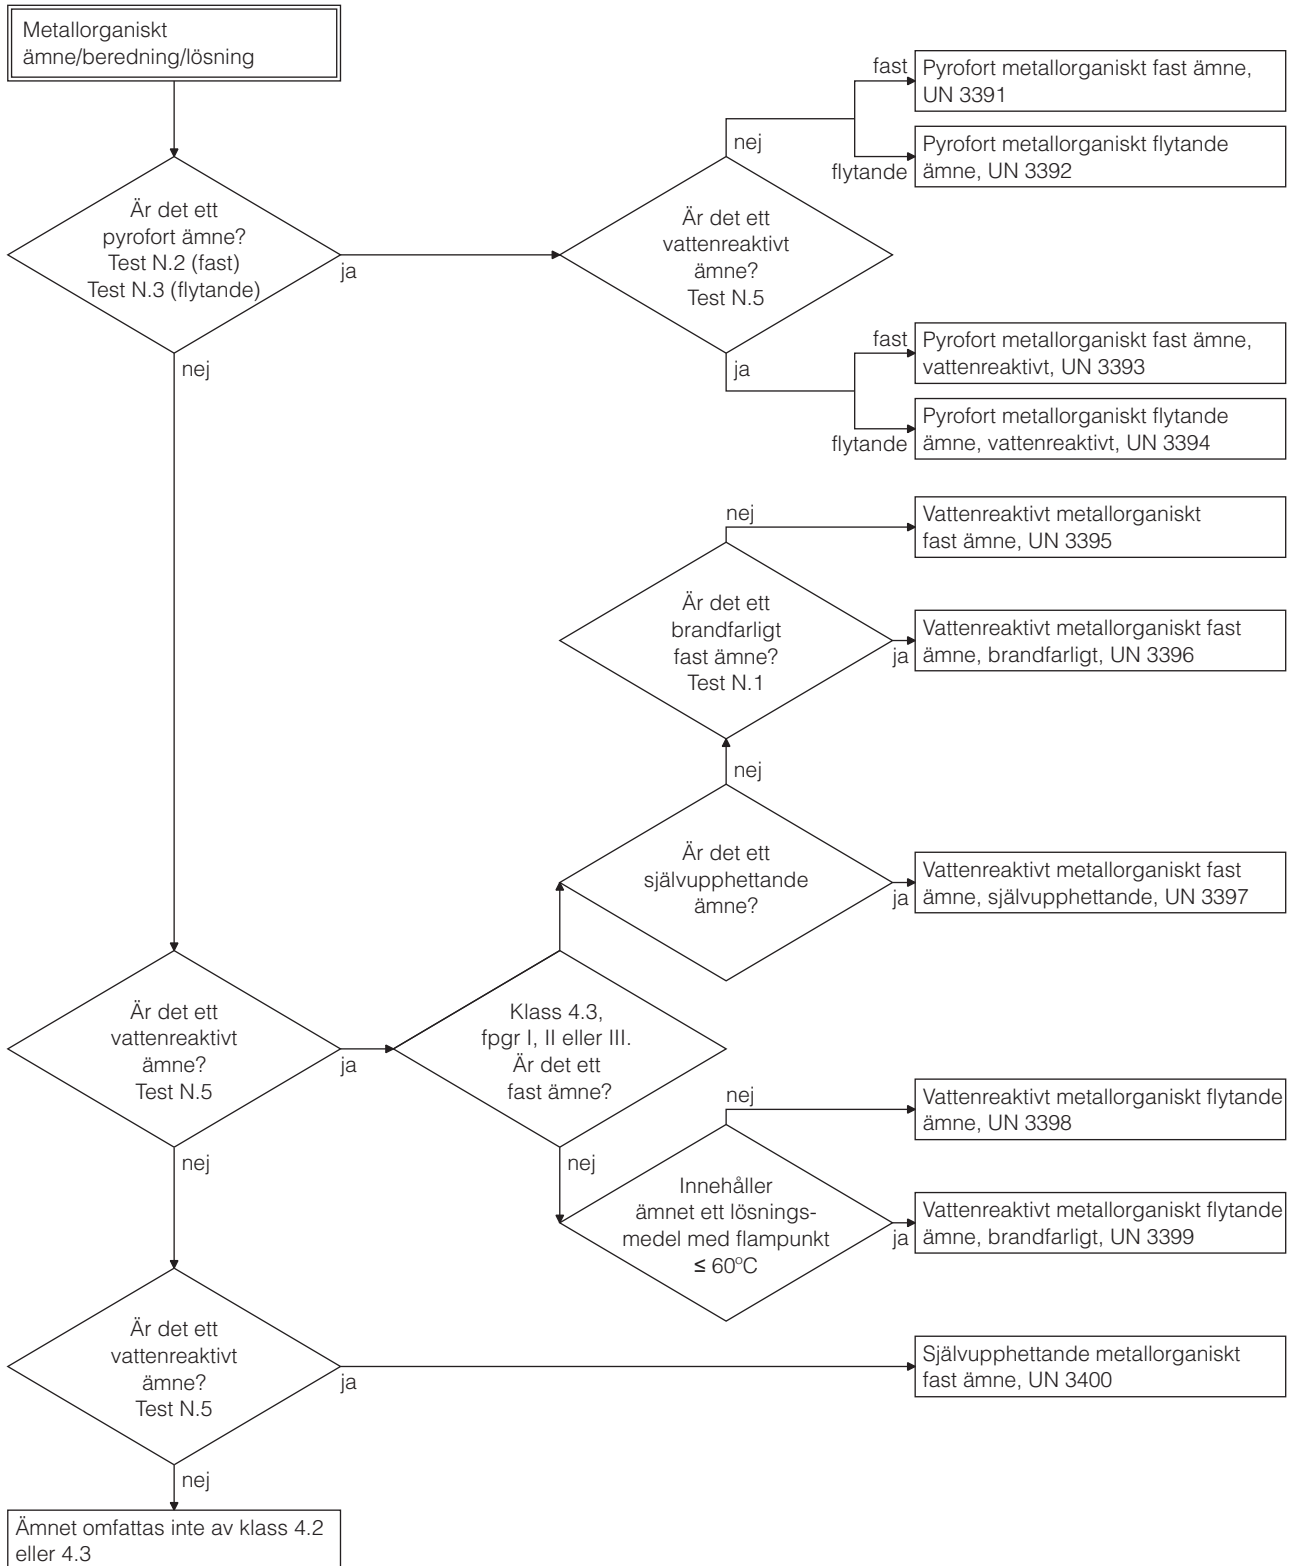 Metallorganiskt
ämne/beredning/lösning
fast
Pyrofort metallorganiskt fast ämne,
UN 3391
nej
flytande
Pyrofort metallorganiskt flytande
ämne, UN 3392
Är det ett
pyrofort ämne?
Test N.2 (fast)
Test N.3 (flytande)
ja
nej
Är det ett
vattenreaktivt
ämne?
Test N.5
ja
fast
Pyrofort metallorganiskt fast ämne,
vattenreaktivt, UN 3393
flytande
Pyrofort metallorganiskt flytande
ämne, vattenreaktivt, UN 3394
nej
Vattenreaktivt metallorganiskt
fast ämne, UN 3395
Är det ett
brandfarligt
fast ämne?
Test N.1
ja
Vattenreaktivt metallorganiskt fast
ämne, brandfarligt, UN 3396
nej
Är det ett
självupphettande
ämne?
ja
Vattenreaktivt metallorganiskt fast
ämne, självupphettande, UN 3397
Är det ett
vattenreaktivt
ämne?
Test N.5
ja
nej
Klass 4.3,
fpgr I, II eller III.
Är det ett
fast ämne?
nej
nej
Vattenreaktivt metallorganiskt flytande
ämne, UN 3398
Innehåller
ämnet ett lösnings-
medel med flampunkt
≤ 60°C
ja
Vattenreaktivt metallorganiskt flytande
ämne, brandfarligt, UN 3399
Är det ett
vattenreaktivt
ämne?
Test N.5
ja
Självupphettande metallorganiskt
fast ämne, UN 3400
nej
Ämnet omfattas inte av klass 4.2
eller 4.3